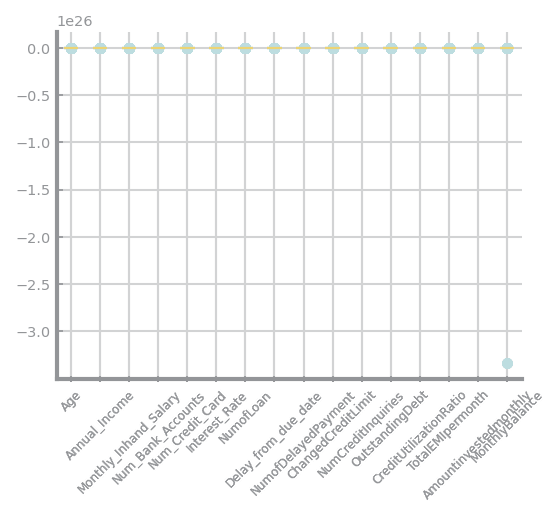 1e26
0.0
−0.5
−1.0
−1.5
−2.0
−2.5
−3.0
Age
Annual_Income
Monthly_Inhand_Salary
Num_Bank_Accounts
Num_Credit_Card
Interest_Rate
NumofLoan
Delay_from_due_date
NumofDelayedPayment
ChangedCreditLimit
NumCreditInquiries
OutstandingDebt
CreditUtilizationRatio
TotalEMIpermonth
Amountinvestedmonthly
MonthlyBalance